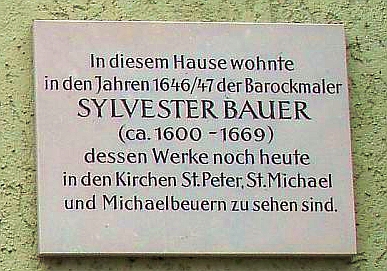 In diesem Hause wohnte
in den Jahren 1646/47 der Barockmaler
SYLVESTER BAUER
(ca. 1600 - 1669)
dessen Werke noch heute
in den Kirchen St. Peter, St. Michael
und Michaelbeuern zu sehen sind.